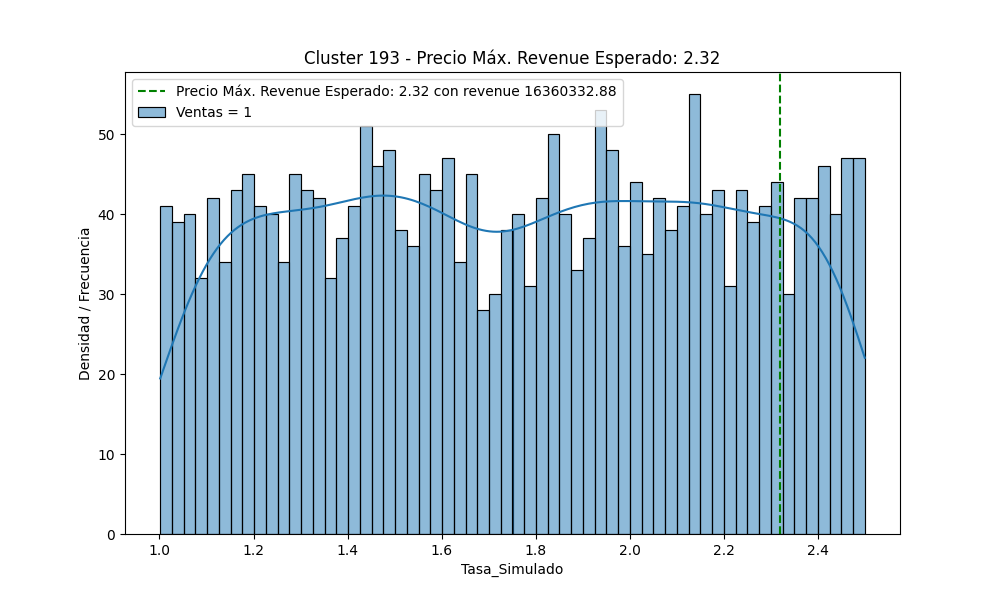 Cluster 193 - Precio Máx. Revenue Esperado: 2.32
Precio Máx. Revenue Esperado: 2.32 con revenue 16360332.88
Ventas = 1
Densidad / Frecuencia
50
40
30
20
10
0
1.0 1.2 1.4 1.6 1.8 2.0 2.2 2.4
Tasa_Simulado